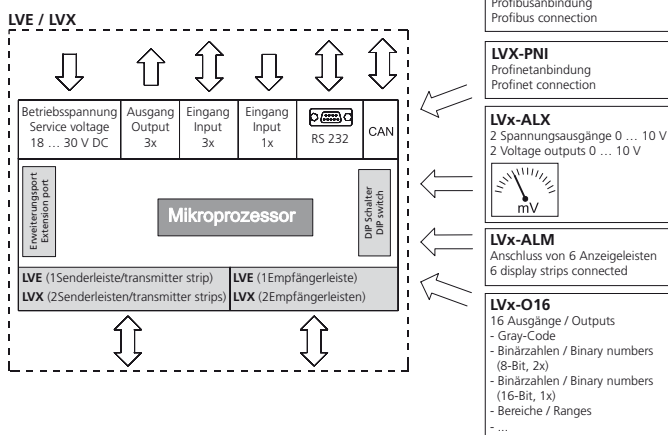 LVE / LVX
Betriebsspannung
Service voltage
18 … 30 V DC
Ausgang
Output
3x
Eingang
Input
3x
Eingang
Input
1x
RS 232
CAN
Erweiterungsport
Extension port
Mikroprozessor
DIP Schalter
DIP switch
LVE (1Senderleiste/transmitter strip)
LVX (2Senderleisten/transmitter strips)
LVE (1Empfängerleiste)
LVX (2Empfängerleisten)
Profibusanbindung
Profibus connection
LVX-PNI
Profinetanbindung
Profinet connection
LVx-ALX
2 Spannungsausgänge 0 … 10 V
2 Voltage outputs 0 … 10 V
mV
LVx-ALM
Anschluss von 6 Anzeigeleisten
6 display strips connected
LVx-O16
16 Ausgänge / Outputs
- Gray-Code
- Binärzahlen / Binary numbers
(8-Bit, 2x)
- Binärzahlen / Binary numbers
(16-Bit, 1x)
- Bereiche / Ranges
- ...